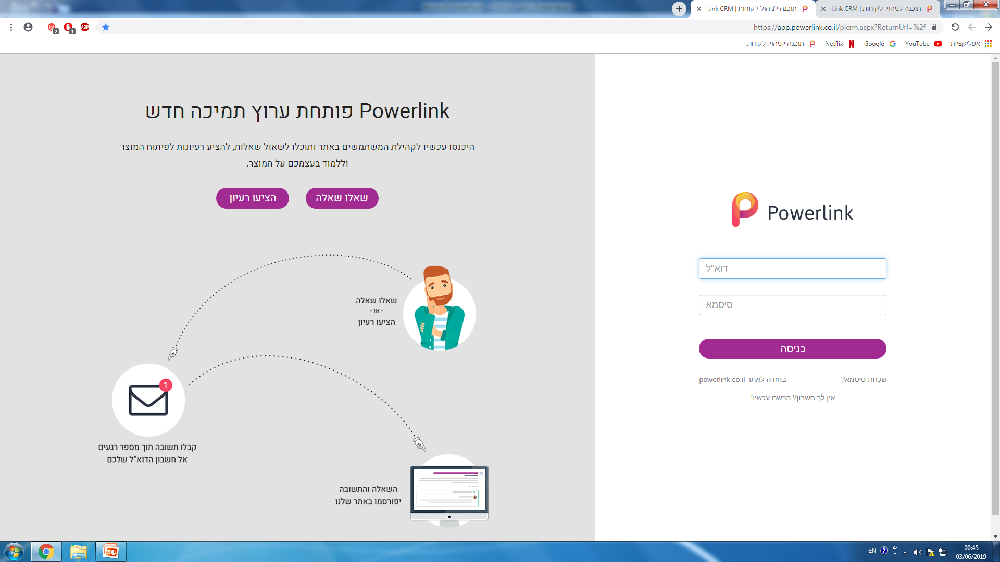 תוכנה לניהול לקוחות | Link CRM
תוכנה לניהול לקוחות | Link CRM
https://app.powerlink.co.il/plcrm.aspx?ReturnUrl=%2f
2
1
ABP
אפליקציות
YouTube
Google
Netflix
תוכנה לניהול לקוחו...
Powerlink פותחת ערוץ תמיכה חדש
היכנסו עכשיו לקהילת המשתמשים באתר ותוכלו לשאול שאלות, להציע רעיונות לפיתוח המוצר
וללמוד בעצמכם על המוצר.
שאלו שאלה
הציעו רעיון
שאלו שאלה
- או -
הציעו רעיון
1
קבלו תשובה תוך מספר רגעים
אל חשבון הדוא"ל שלכם
השאלה והתשובה
יפורסמו באתר שלנו
Powerlink
דוא"ל
סיסמא
כניסה
שכחת סיסמא?
בחזרה לאתר powerlink.co.il
אין לך חשבון? הרשם עכשיו!
EN
00:45
03/06/2019